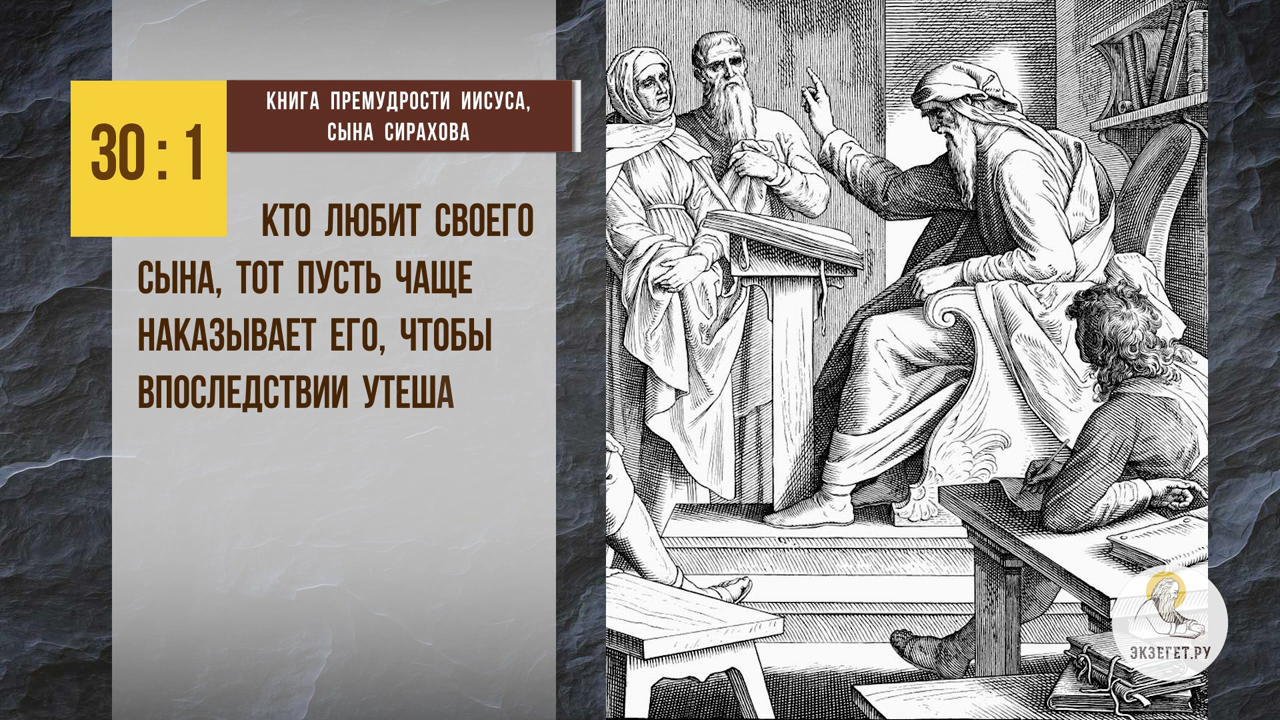 30:1
КНИГА ПРЕМУДРОСТИ ИИСУСА,
СЫНА СИРАХОВА
КТО ЛЮБИТ СВОЕГО
СЫНА, ТОТ ПУСТЬ ЧАЩЕ
НАКАЗЫВАЕТ ЕГО, ЧТОБЫ
ВПОСЛЕДСТВИИ УТЕША
ЭКЗЕГЕТ.РУ